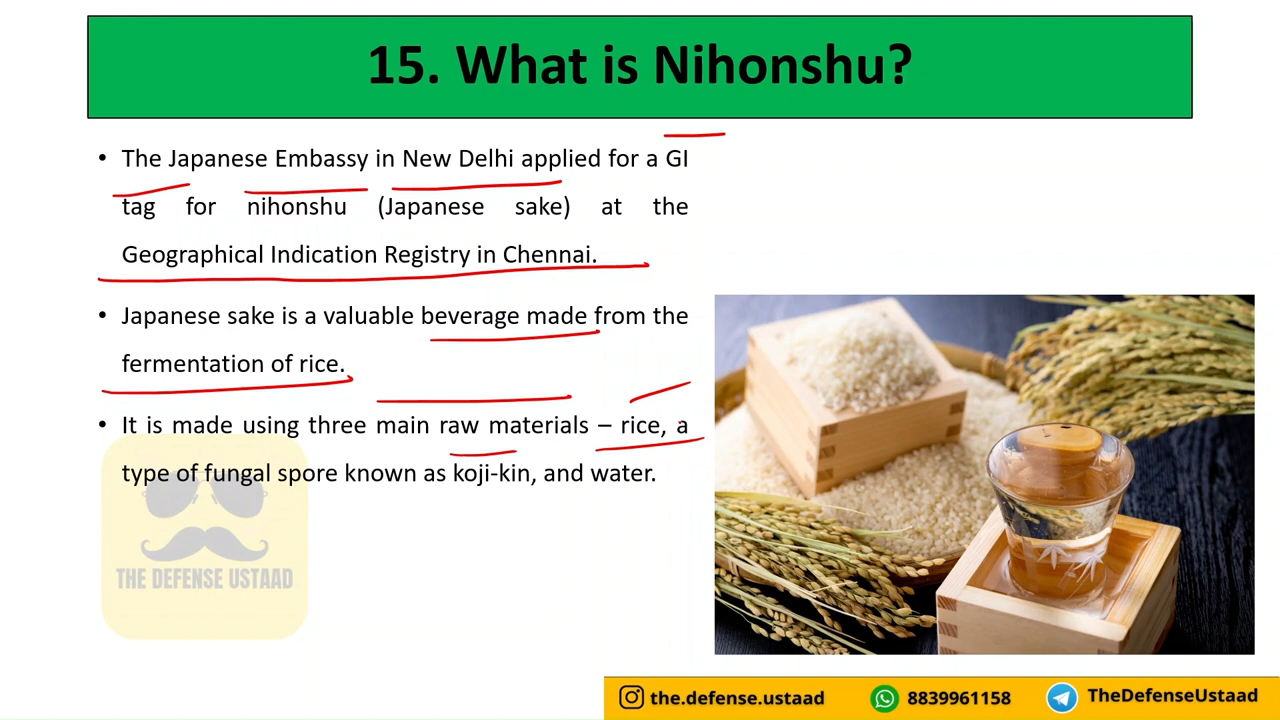 15. What is Nihonshu?
• The Japanese Embassy in New Delhi applied for a GI
tag for nihonshu (Japanese sake) at the
Geographical Indication Registry in Chennai.
• Japanese sake is a valuable beverage made from the
fermentation of rice.
• It is made using three main raw materials – rice, a
type of fungal spore known as koji-kin, and water.
THE DEFENSE USTAAD
the.defense.ustaad 8839961158 TheDefenseUstaad